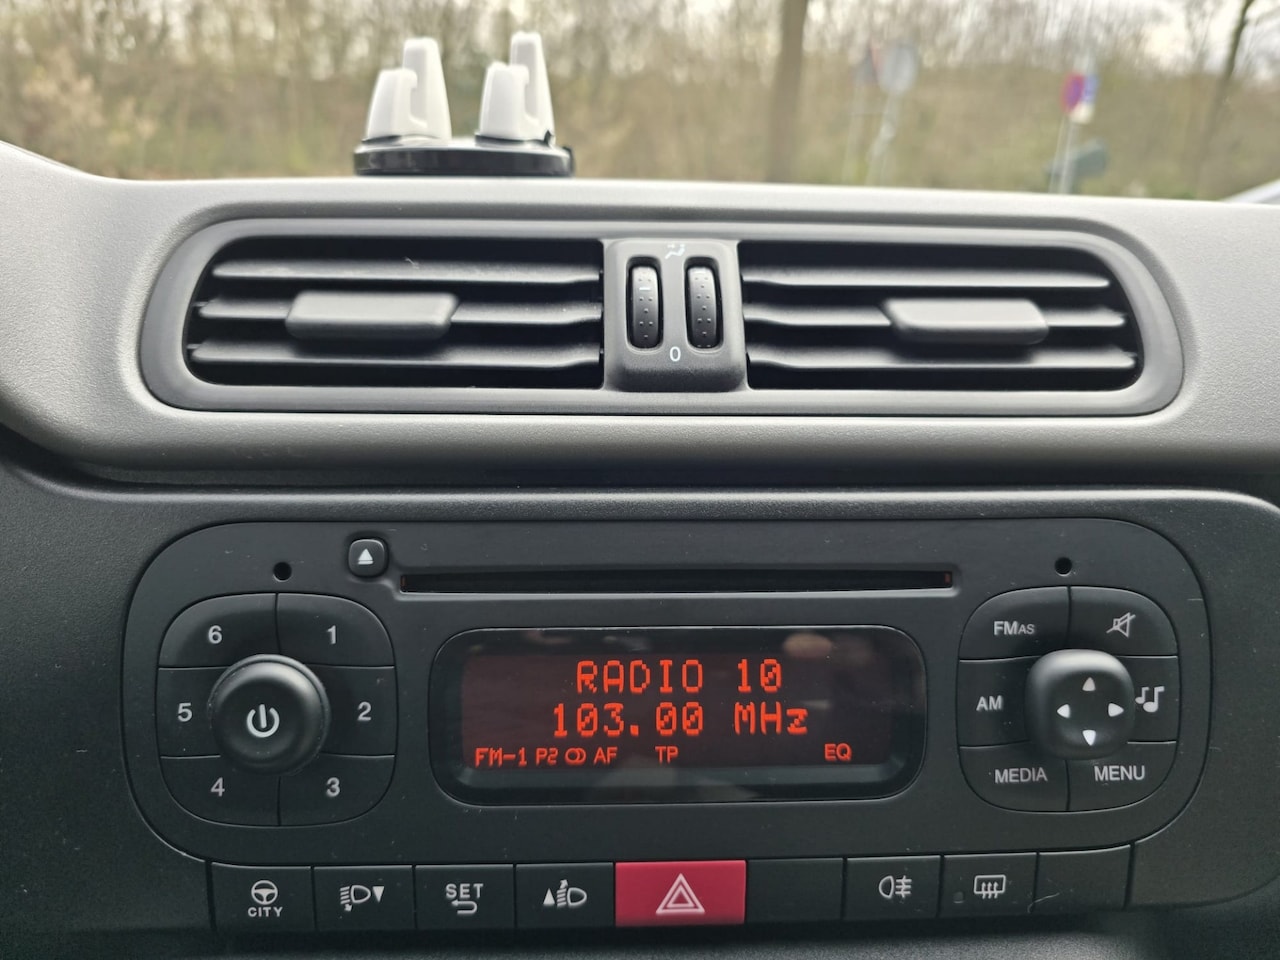 0
6
1
5
2
4
3
RADIO 10
103.00 MHz
FM-1 P2 AF TP EQ
FMAS
AM
MEDIA
MENU
CITY
SET